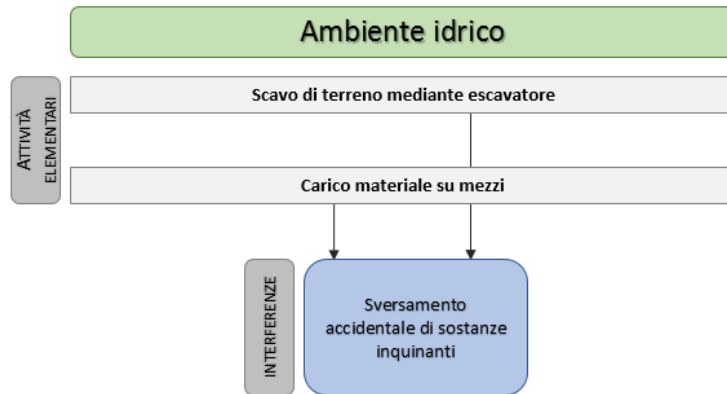 Ambiente idrico
ATTIVITÀ
ELEMENTARI
Scavo di terreno mediante escavatore
Carico materiale su mezzi
INTERFERENZE
Sversamento
accidentale di sostanze
inquinanti